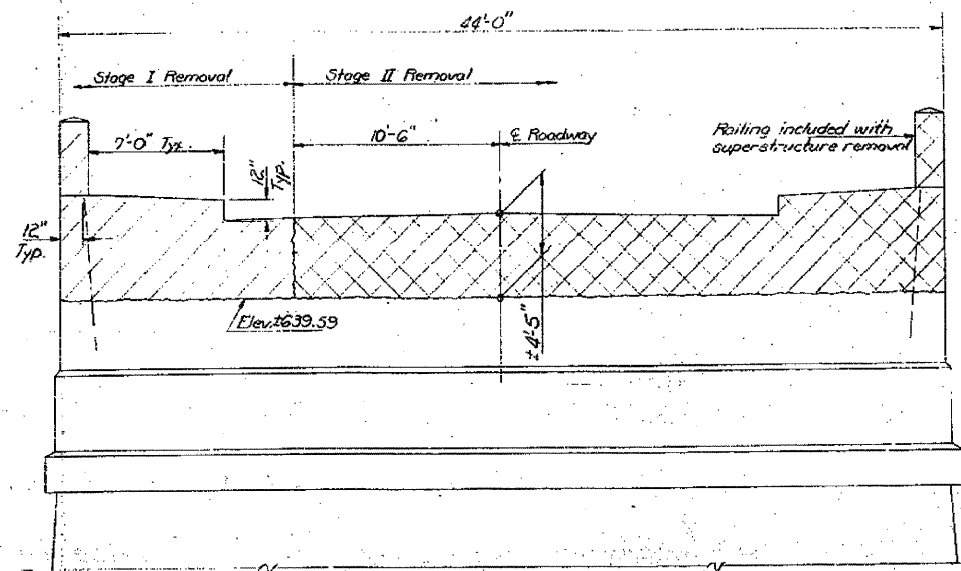 44'-0"
Stage I Removal
Stage II Removal
10'-6"
℄ Roadway
Railing included with
superstructure removal
7'-0" Typ.
12"
Typ.
12"
Typ.
Elev.±639.59
±4'-5"